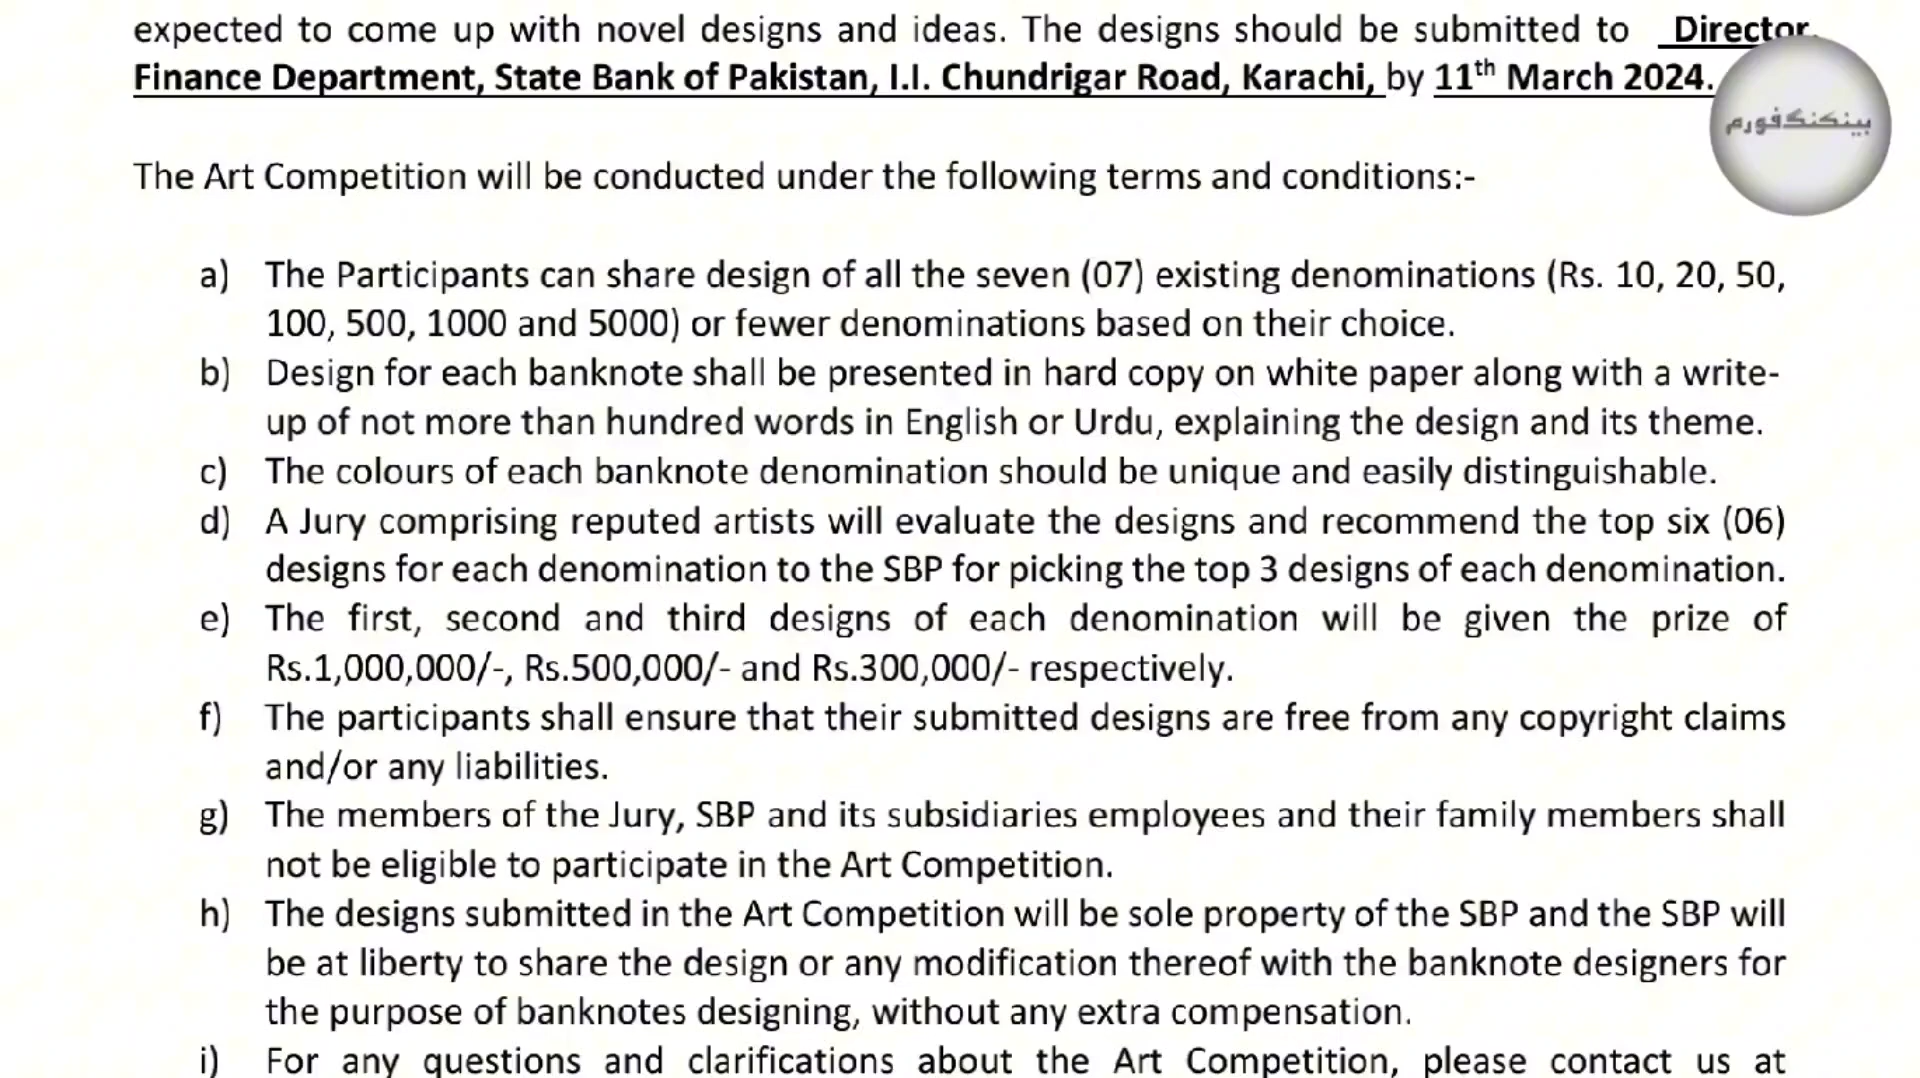 expected to come up with novel designs and ideas. The designs should be submitted to Director,
Finance Department, State Bank of Pakistan, I.I. Chundrigar Road, Karachi, by 11th March 2024.
بینکنکفورم
The Art Competition will be conducted under the following terms and conditions:-
a) The Participants can share design of all the seven (07) existing denominations (Rs. 10, 20, 50,
100, 500, 1000 and 5000) or fewer denominations based on their choice.
b) Design for each banknote shall be presented in hard copy on white paper along with a write-
up of not more than hundred words in English or Urdu, explaining the design and its theme.
c) The colours of each banknote denomination should be unique and easily distinguishable.
d) A Jury comprising reputed artists will evaluate the designs and recommend the top six (06)
designs for each denomination to the SBP for picking the top 3 designs of each denomination.
e) The first, second and third designs of each denomination will be given the prize of
Rs.1,000,000/-, Rs.500,000/- and Rs.300,000/- respectively.
f) The participants shall ensure that their submitted designs are free from any copyright claims
and/or any liabilities.
g) The members of the Jury, SBP and its subsidiaries employees and their family members shall
not be eligible to participate in the Art Competition.
h) The designs submitted in the Art Competition will be sole property of the SBP and the SBP will
be at liberty to share the design or any modification thereof with the banknote designers for
the purpose of banknotes designing, without any extra compensation.
i) For any questions and clarifications about the Art Competition, please contact us at